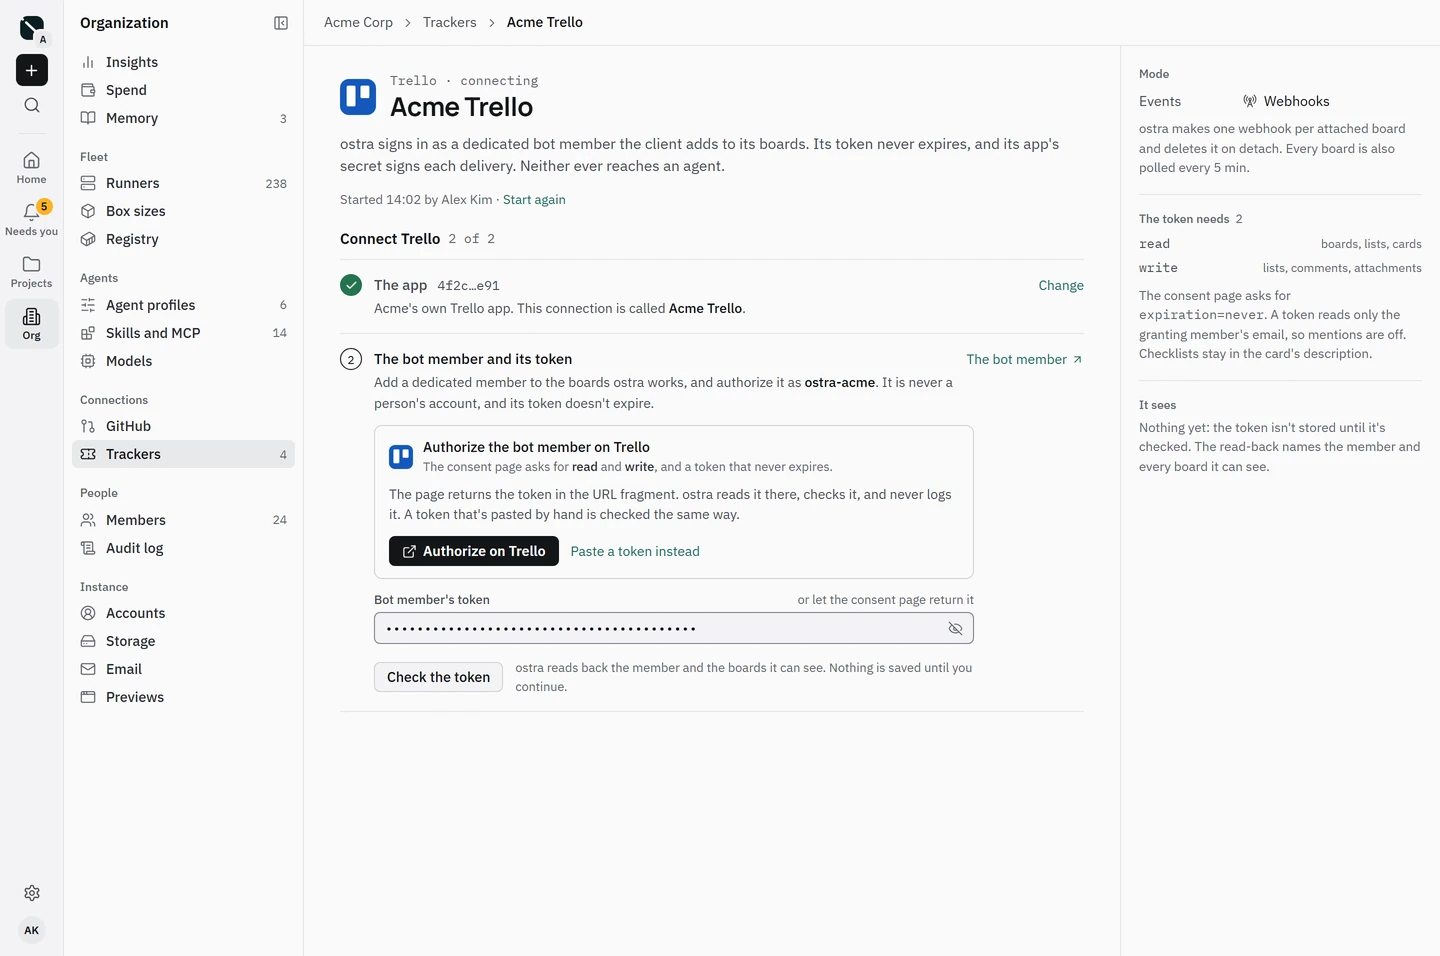 A
Home
5
Needs you
Projects
Org
AK
Organization
Insights
Spend
Memory 3
Fleet
Runners 238
Box sizes
Registry
Agents
Agent profiles 6
Skills and MCP 14
Models
Connections
GitHub
Trackers 4
People
Members 24
Audit log
Instance
Accounts
Storage
Email
Previews
Acme Corp > Trackers > Acme Trello
Trello · connecting
Acme Trello
ostra signs in as a dedicated bot member the client adds to its boards. Its token never expires, and its app's
secret signs each delivery. Neither ever reaches an agent.
Started 14:02 by Alex Kim · Start again
Connect Trello 2 of 2
The app 4f2c…e91 Change
Acme's own Trello app. This connection is called Acme Trello.
2 The bot member and its token The bot member ↗
Add a dedicated member to the boards ostra works, and authorize it as ostra-acme. It is never a
person's account, and its token doesn't expire.
Authorize the bot member on Trello
The consent page asks for read and write, and a token that never expires.
The page returns the token in the URL fragment. ostra reads it there, checks it, and never logs
it. A token that's pasted by hand is checked the same way.
Authorize on Trello Paste a token instead
Bot member's token or let the consent page return it
••••••••••••••••••••••••••••••••••••••••
Check the token
ostra reads back the member and the boards it can see. Nothing is saved until you
continue.
Mode
Events Webhooks
ostra makes one webhook per attached board
and deletes it on detach. Every board is also
polled every 5 min.
The token needs 2
read boards, lists, cards
write lists, comments, attachments
The consent page asks for
expiration=never. A token reads only the
granting member's email, so mentions are off.
Checklists stay in the card's description.
It sees
Nothing yet: the token isn't stored until it's
checked. The read-back names the member and
every board it can see.